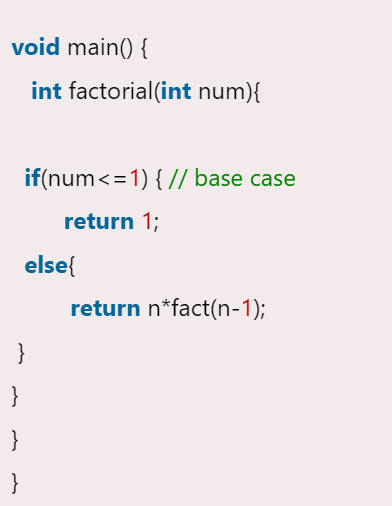 void main() {
int factorial(int num){
if(num<=1) { // base case
return 1;
else{
return n*fact(n-1);
}
}
}
}